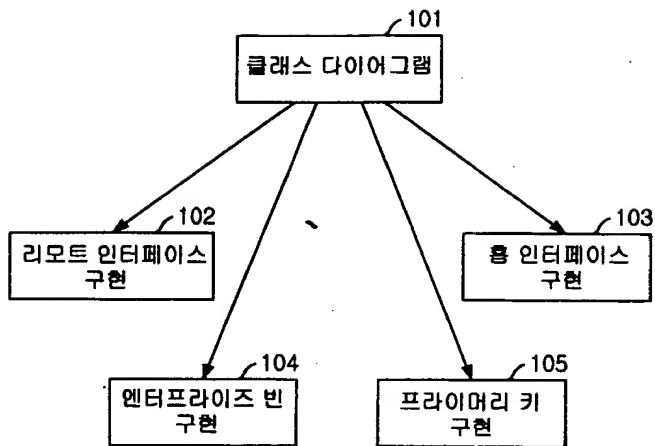 101
클래스 다이어그램
102
리모트 인터페이스
구현
103
홈 인터페이스
구현
104
엔터프라이즈 빈
구현
105
프라이머리 키
구현